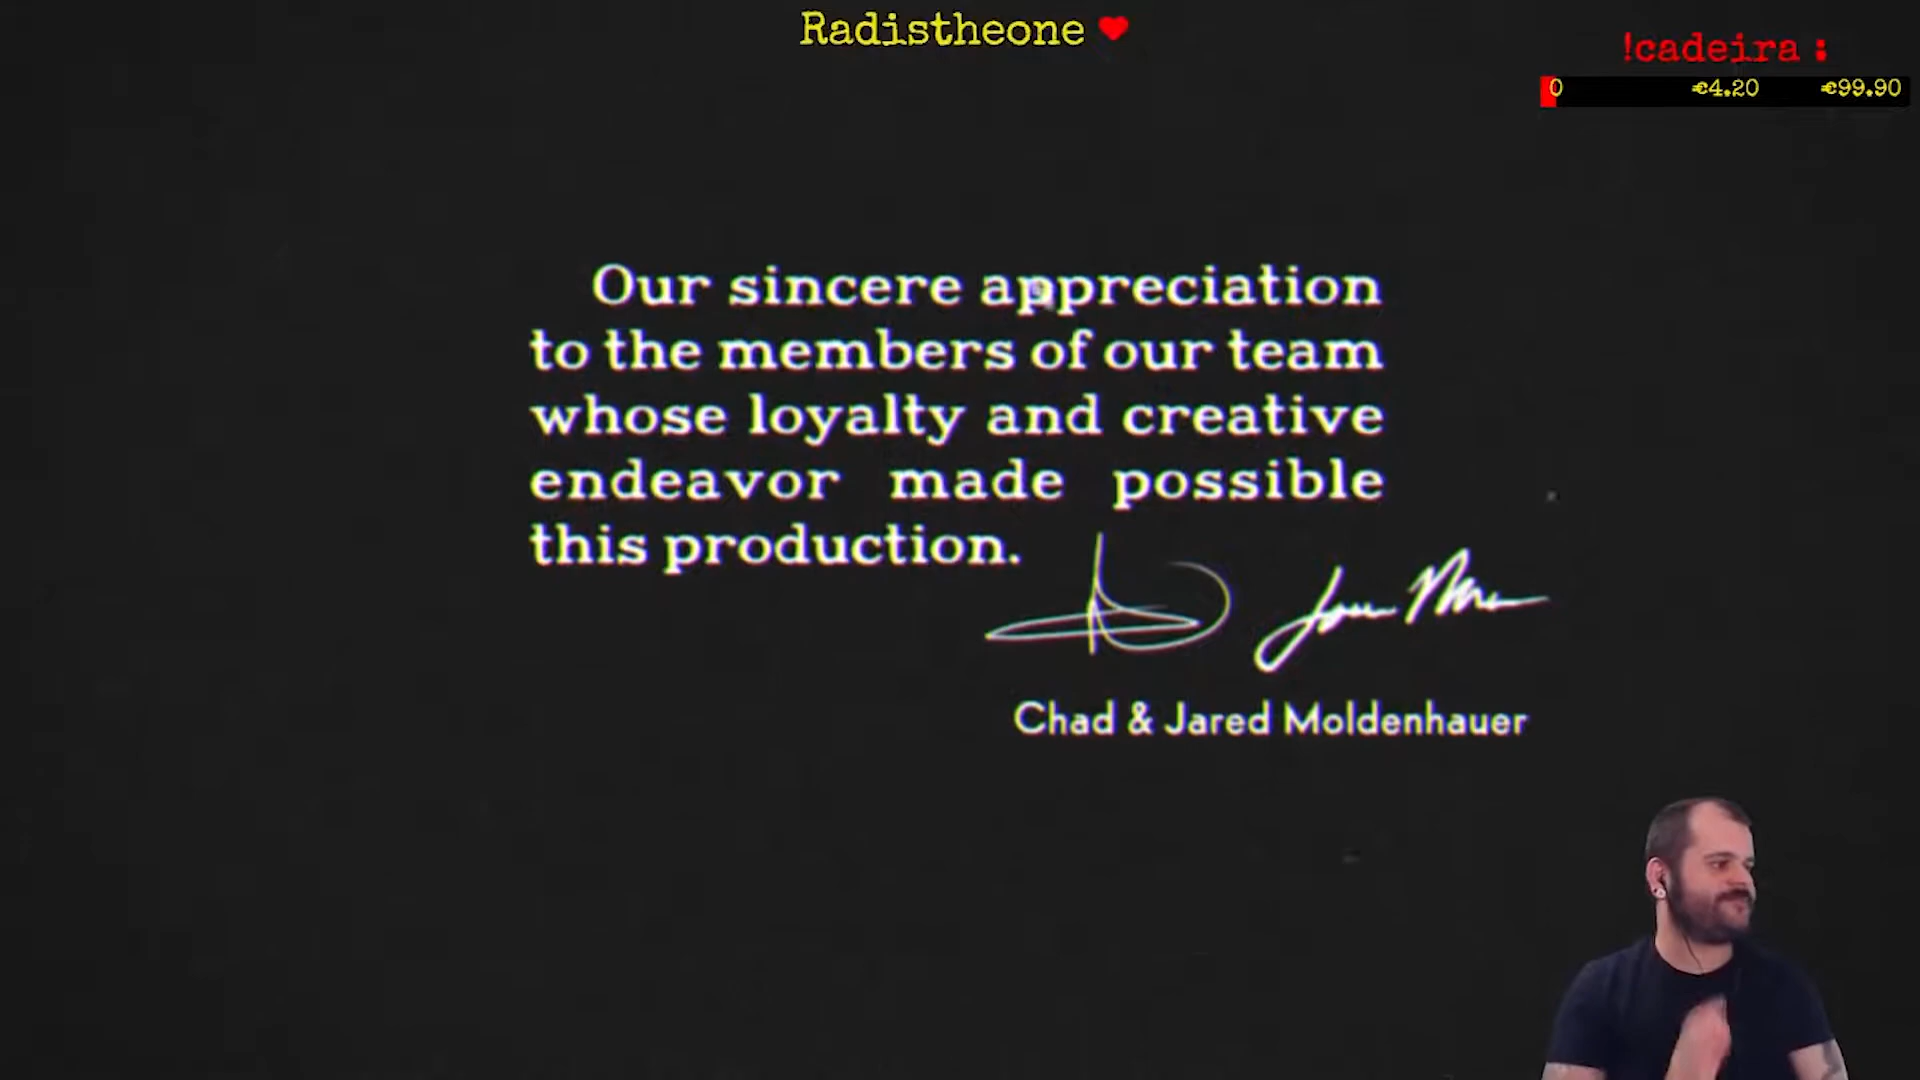 Radistheone
!cadeira :
0 €4.20 €99.90
Our sincere appreciation
to the members of our team
whose loyalty and creative
endeavor made possible
this production.
Chad & Jared Moldenhauer